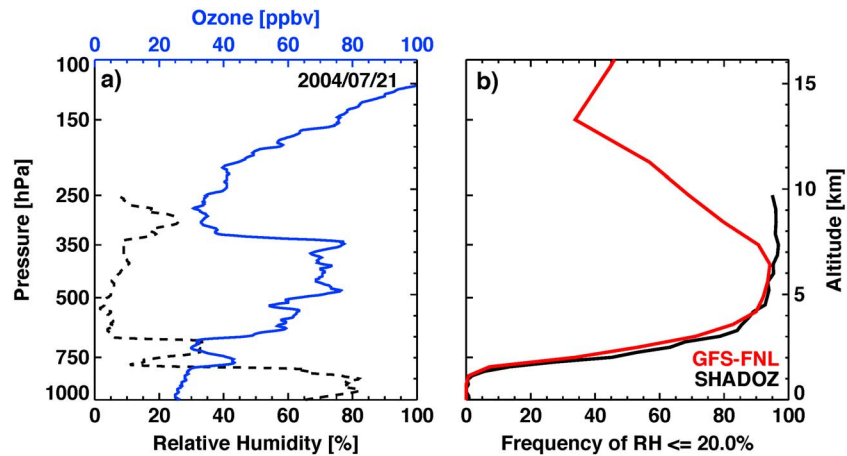 Ozone [ppbv]
0 20 40 60 80 100
a) 2004/07/21
100
150
250
350
500
750
1000
Pressure [hPa]
0 20 40 60 80 100
Relative Humidity [%]
b)
15
10
5
0
Altitude [km]
GFS-FNL
SHADOZ
0 20 40 60 80 100
Frequency of RH <= 20.0%